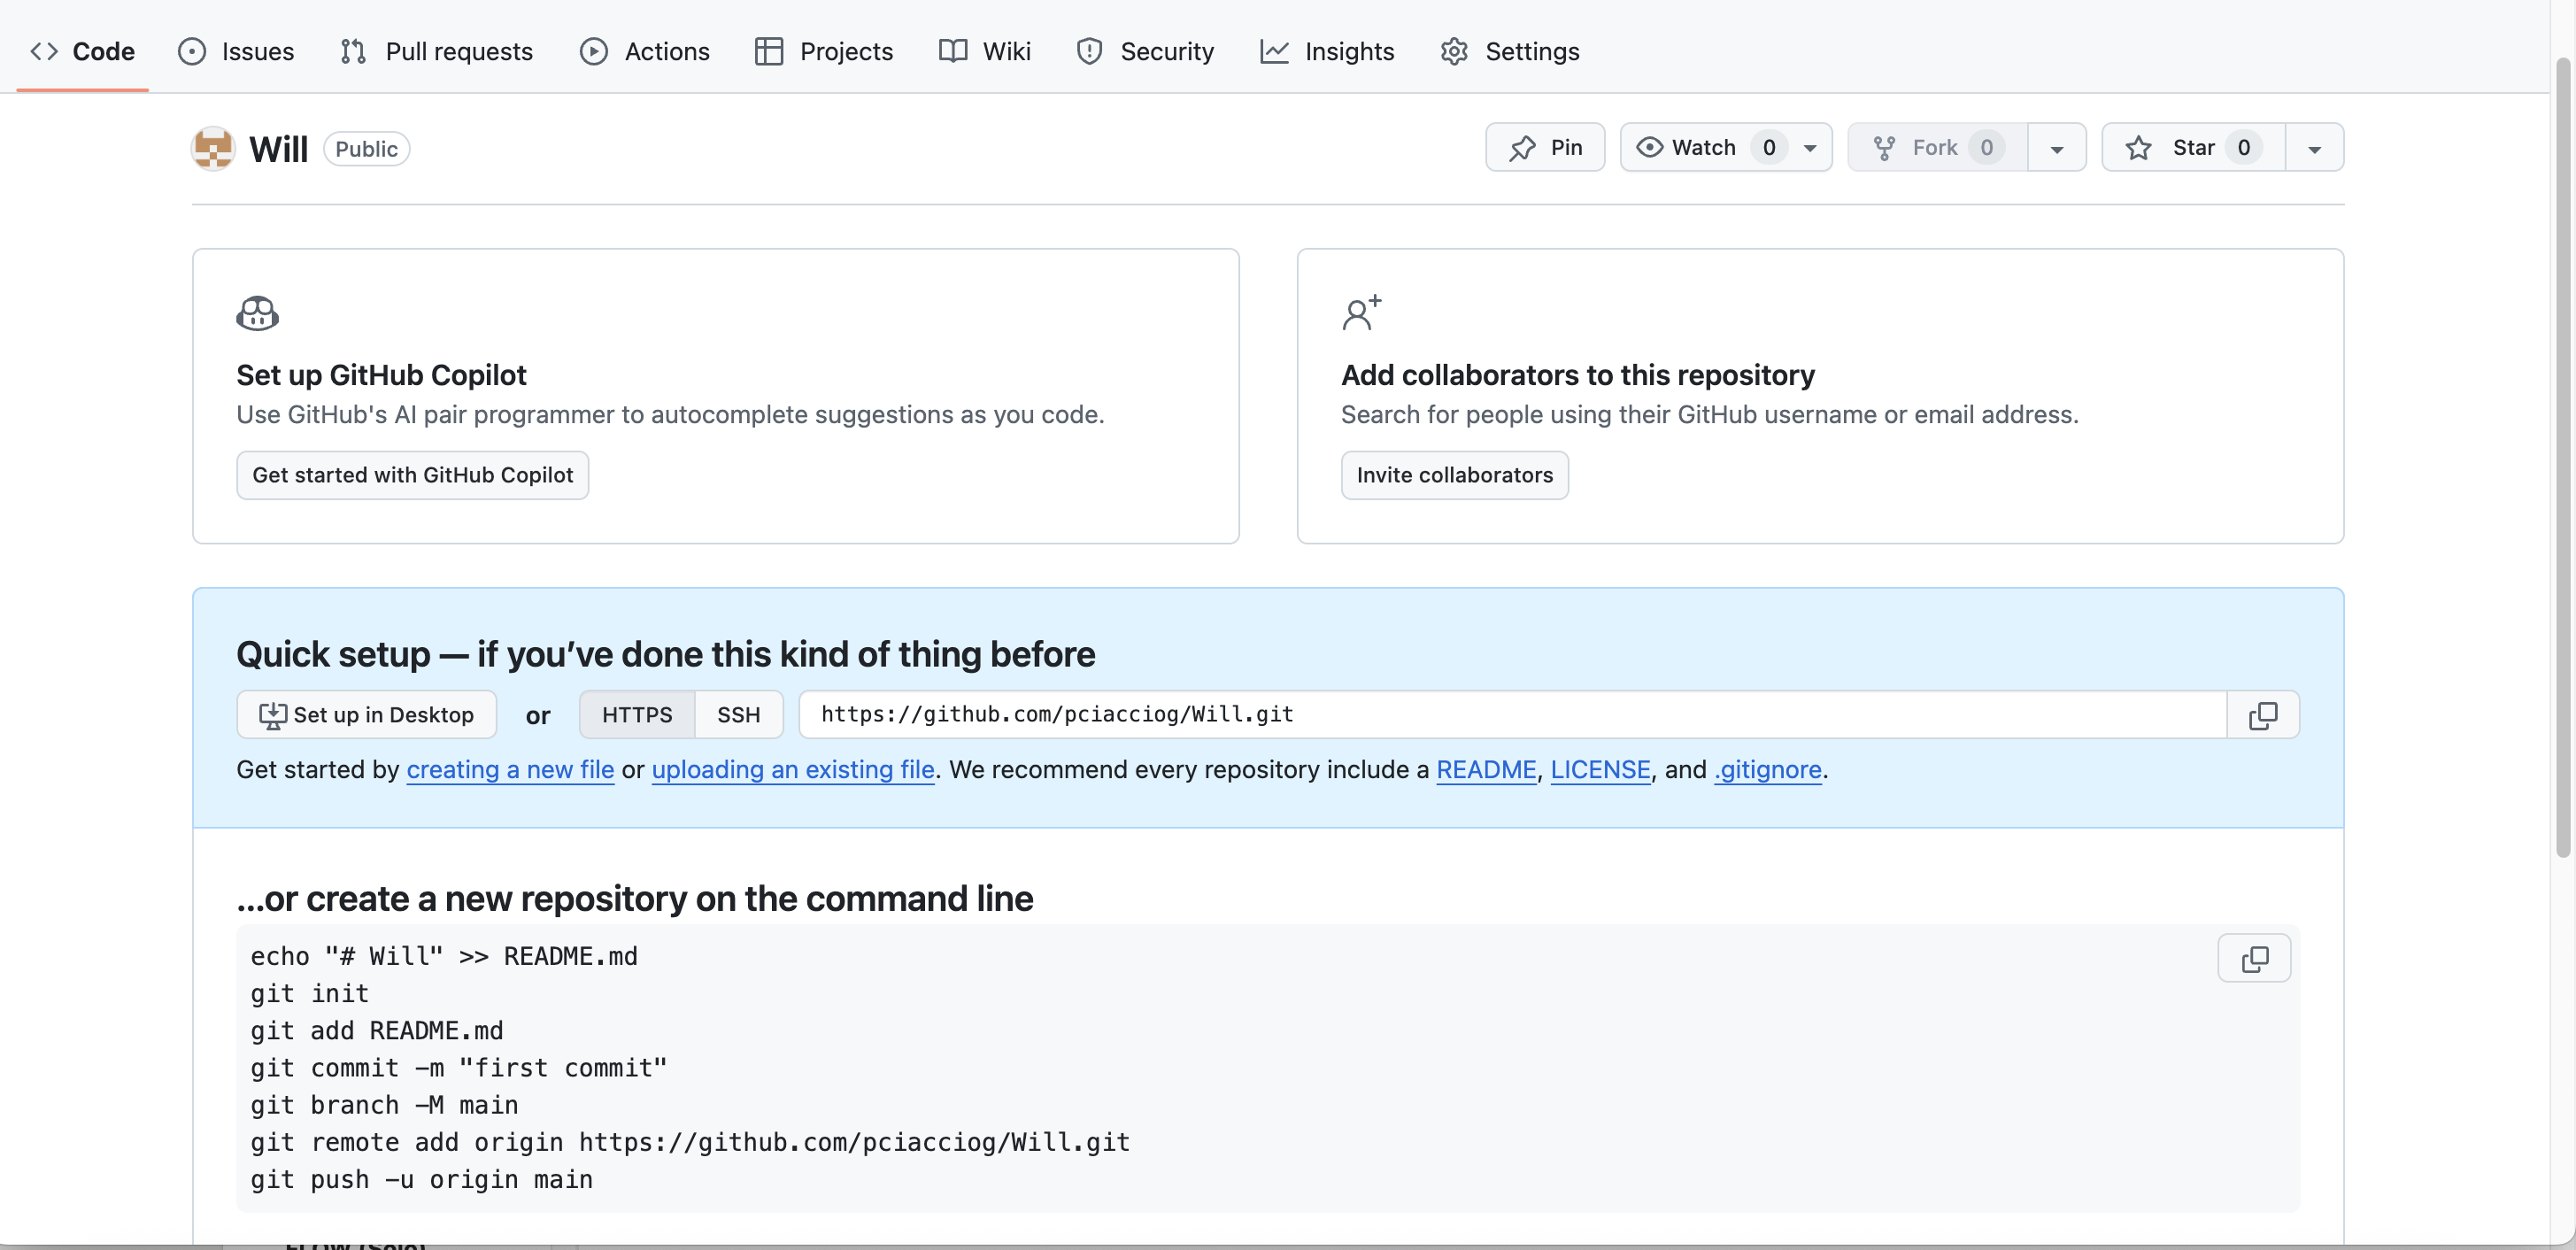 Code Issues Pull requests Actions Projects Wiki Security Insights Settings
Will Public Pin Watch 0 Fork 0 Star 0
Set up GitHub Copilot
Use GitHub's AI pair programmer to autocomplete suggestions as you code.
Get started with GitHub Copilot
Add collaborators to this repository
Search for people using their GitHub username or email address.
Invite collaborators
Quick setup — if you’ve done this kind of thing before
Set up in Desktop or HTTPS SSH https://github.com/pciacciog/Will.git
Get started by creating a new file or uploading an existing file. We recommend every repository include a README, LICENSE, and .gitignore.
…or create a new repository on the command line
echo "# Will" >> README.md
git init
git add README.md
git commit -m "first commit"
git branch -M main
git remote add origin https://github.com/pciacciog/Will.git
git push -u origin main